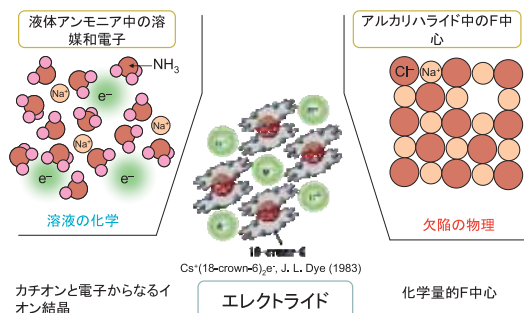 液体アンモニア中の溶
媒和電子
NH3
Na+
e−
Na+
Na+
e−
e−
溶液の化学
アルカリハライド中のF中
心
Cl− Na+
欠陥の物理
18-crown-6
Cs+(18-crown-6)2e−, J. L. Dye (1983)
カチオンと電子からなるイ
オン結晶
エレクトライド
化学量的F中心